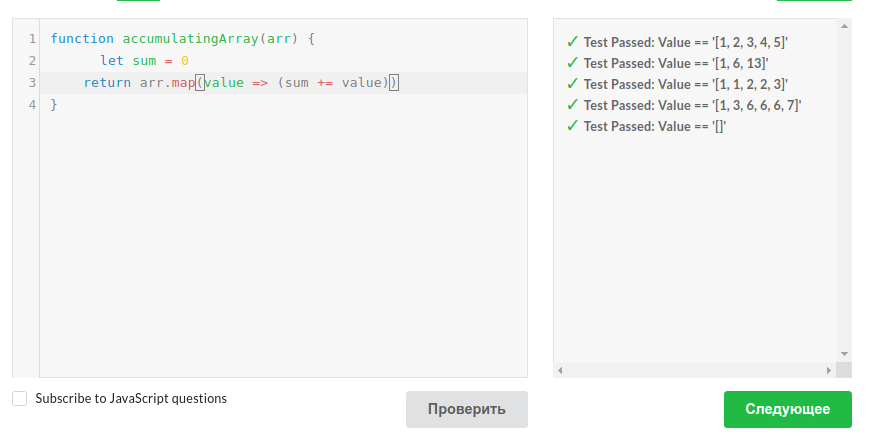 1 function accumulatingArray(arr) {
2 let sum = 0
3 return arr.map(value => (sum += value))
4 }
✓ Test Passed: Value == '[1, 2, 3, 4, 5]'
✓ Test Passed: Value == '[1, 6, 13]'
✓ Test Passed: Value == '[1, 1, 2, 2, 3]'
✓ Test Passed: Value == '[1, 3, 6, 6, 6, 7]'
✓ Test Passed: Value == '[]'
Subscribe to JavaScript questions
Проверить
Следующее